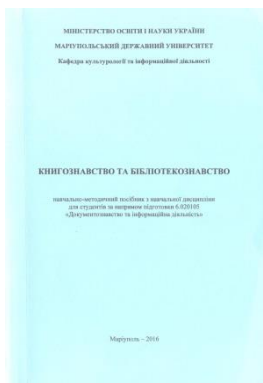 МІНІСТЕРСТВО ОСВІТИ І НАУКИ УКРАЇНИ
МАРІУПОЛЬСЬКИЙ ДЕРЖАВНИЙ УНІВЕРСИТЕТ
Кафедра культурології та інформаційної діяльності
КНИГОЗНАВСТВО ТА БІБЛІОТЕКОЗНАВСТВО
навчально-методичний посібник з навчальної дисципліни
для студентів за напрямом підготовки 6.020105
«Документознавство та інформаційна діяльність»
Маріуполь – 2016